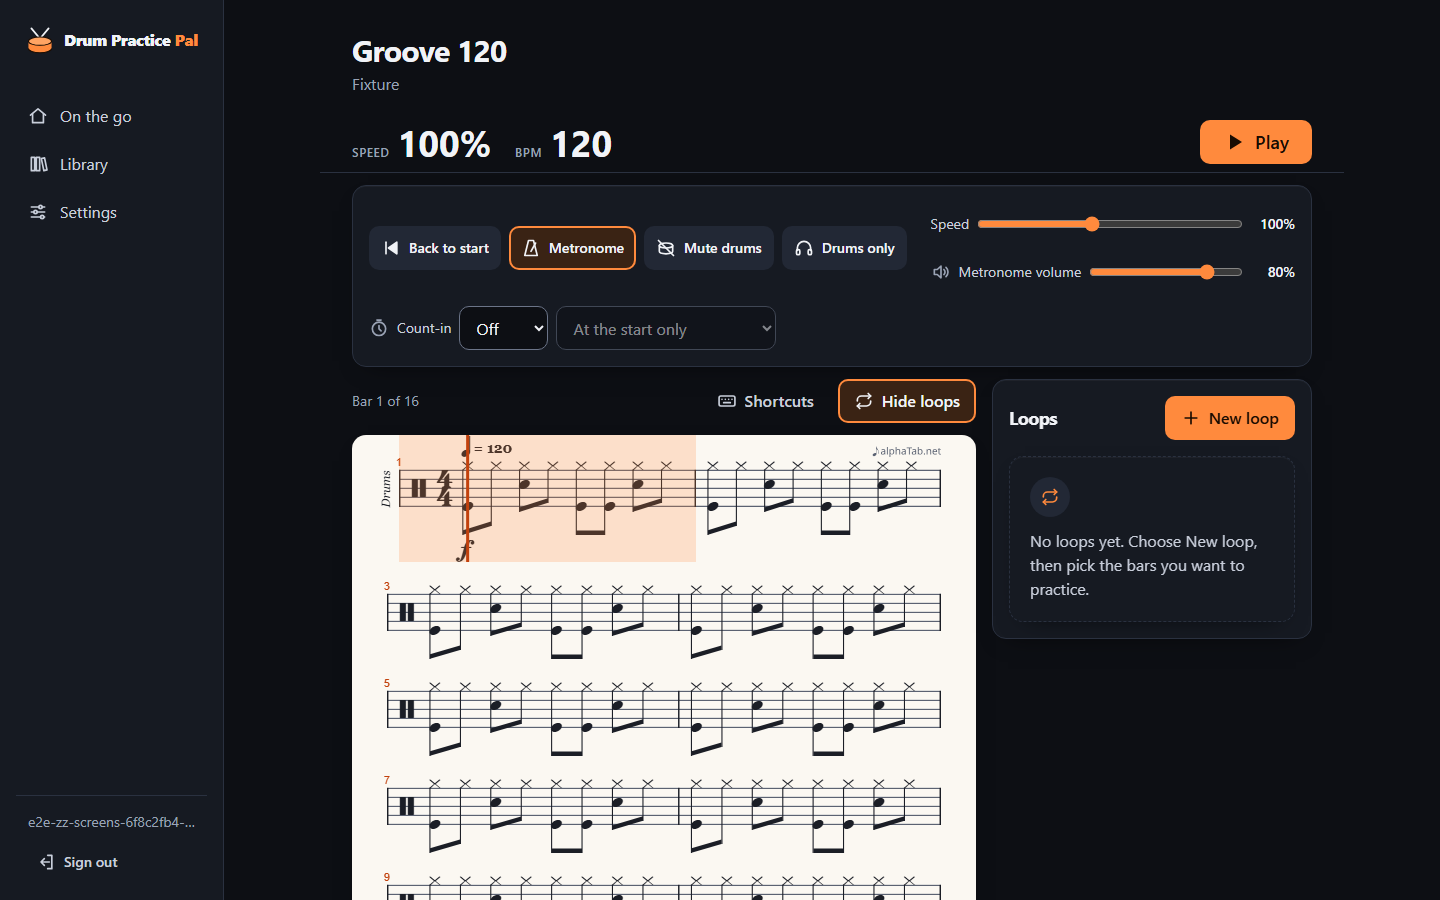 Drum Practice Pal
On the go
Library
Settings
e2e-zz-screens-6f8c2fb4-...
Sign out
Groove 120
Fixture
SPEED 100% BPM 120
Play
Back to start
Metronome
Mute drums
Drums only
Speed 100%
Metronome volume 80%
Count-in Off At the start only
Bar 1 of 16
Shortcuts
Hide loops
Loops
New loop
No loops yet. Choose New loop,
then pick the bars you want to
practice.
= 120
alphaTab.net
1
Drums
4
4
f
3
5
7
9